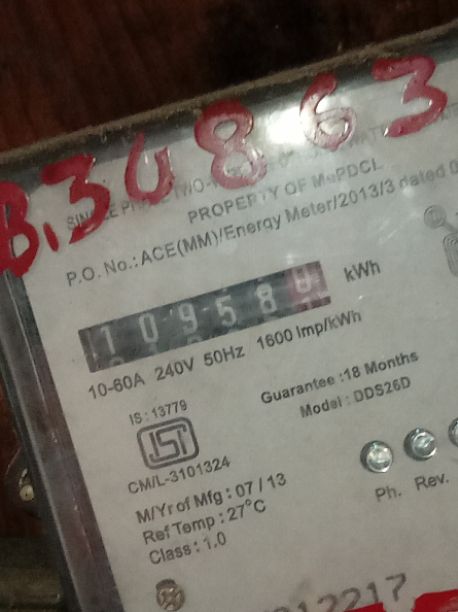 B.30863
PROPERTY OF MePDCL
P.O. No.: ACE(MM)/Energy Meter/2013/3 dated
10958 kWh
10-60A 240V 50Hz 1600 Imp/kWh
IS : 13779
Guarantee : 18 Months
Model : DDS26D
CM/L-3101324
M/Yr of Mfg : 07 / 13
Ref Temp : 27°C
Class : 1.0
Ph. Rev.
12217